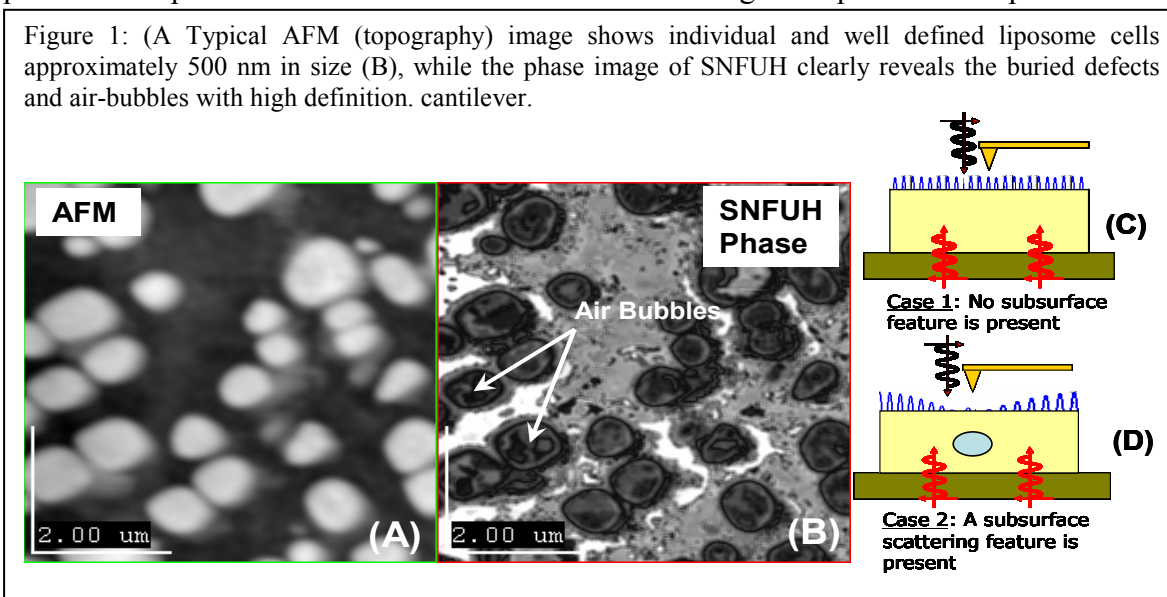 Figure 1: (A Typical AFM (topography) image shows individual and well defined liposome cells
approximately 500 nm in size (B), while the phase image of SNFUH clearly reveals the buried defects
and air-bubbles with high definition. cantilever.
AFM
2.00 um
(A)
SNFUH
Phase
Air Bubbles
2.00 um
(B)
(C)
Case 1: No subsurface
feature is present
(D)
Case 2: A subsurface
scattering feature is
present